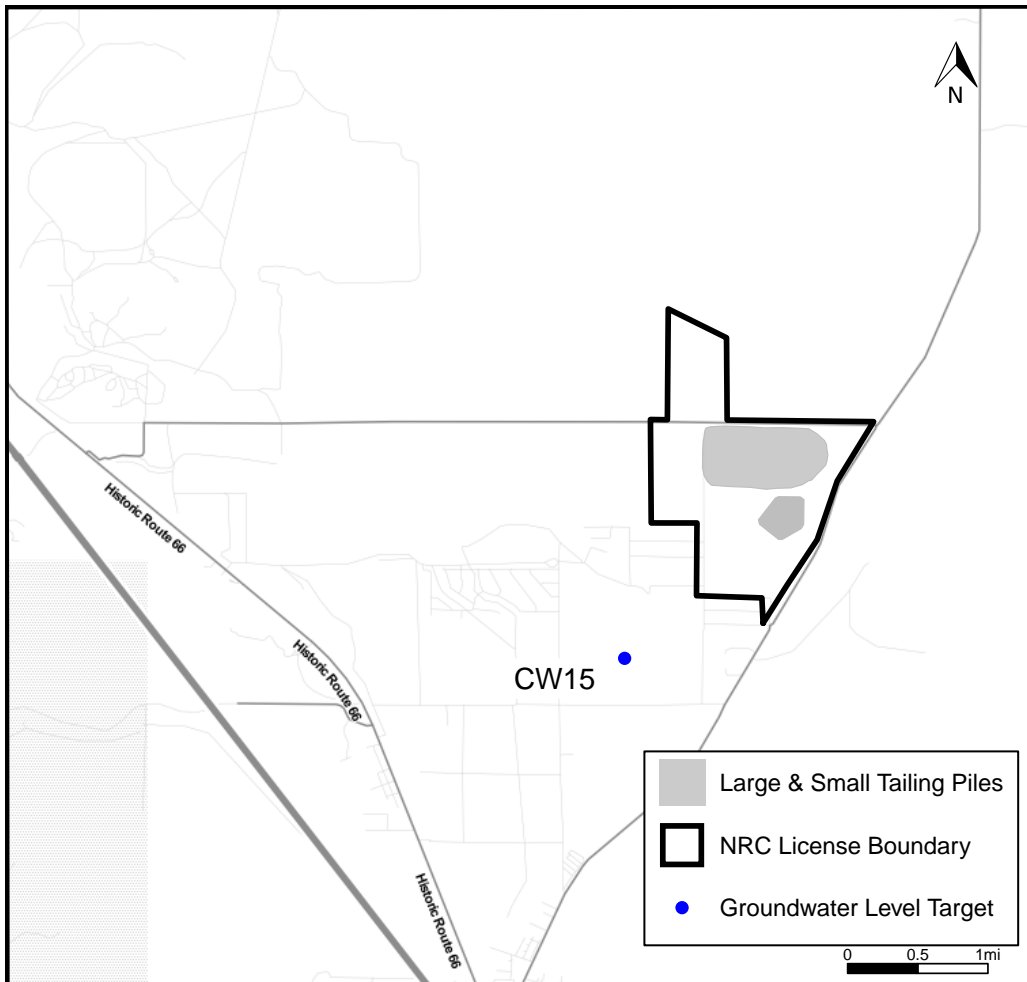 N
Historic Route 66
Historic Route 66
CW15
Historic Route 66
Large & Small Tailing Piles
NRC License Boundary
Groundwater Level Target
0 0.5 1mi